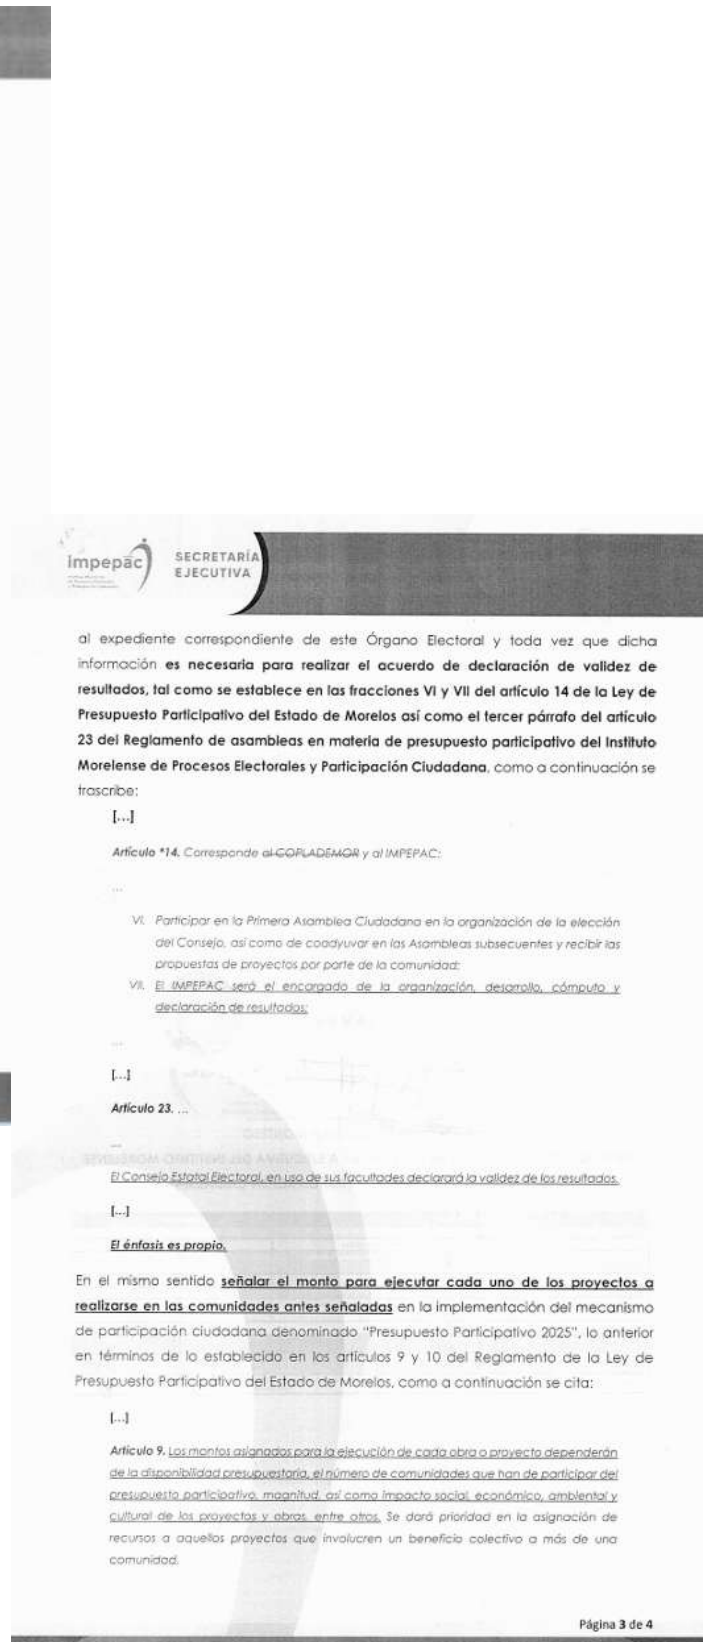 impepac
SECRETARÍA
EJECUTIVA
al expediente correspondiente de este Órgano Electoral y toda vez que dicha
información es necesaria para realizar el acuerdo de declaración de validez de
resultados, tal como se establece en las fracciones VI y VII del artículo 14 de la Ley de
Presupuesto Participativo del Estado de Morelos así como el tercer párrafo del artículo
23 del Reglamento de asambleas en materia de presupuesto participativo del Instituto
Morelense de Procesos Electorales y Participación Ciudadana, como a continuación se
trascribe:
[...]
Artículo *14. Corresponde al COPLADEMOR y al IMPEPAC:
...
VI. Participar en la Primera Asamblea Ciudadana en la organización de la elección
del Consejo, así como de coadyuvar en las Asambleas subsecuentes y recibir las
propuestas de proyectos por parte de la comunidad;
VII. El IMPEPAC será el encargado de la organización, desarrollo, cómputo y
declaración de resultados;
...
[...]
Artículo 23. ...
...
El Consejo Estatal Electoral, en uso de sus facultades declarará la validez de los resultados.
[...]
El énfasis es propio.
En el mismo sentido señalar el monto para ejecutar cada uno de los proyectos a
realizarse en las comunidades antes señaladas en la implementación del mecanismo
de participación ciudadana denominado "Presupuesto Participativo 2025", lo anterior
en términos de lo establecido en los artículos 9 y 10 del Reglamento de la Ley de
Presupuesto Participativo del Estado de Morelos, como a continuación se cita:
[...]
Artículo 9. Los montos asignados para la ejecución de cada obra o proyecto dependerán
de la disponibilidad presupuestaria, el número de comunidades que han de participar del
presupuesto participativo, magnitud, así como impacto social, económico, ambiental y
cultural de los proyectos y obras, entre otros. Se dará prioridad en la asignación de
recursos a aquellos proyectos que involucren un beneficio colectivo a más de una
comunidad.
Página 3 de 4